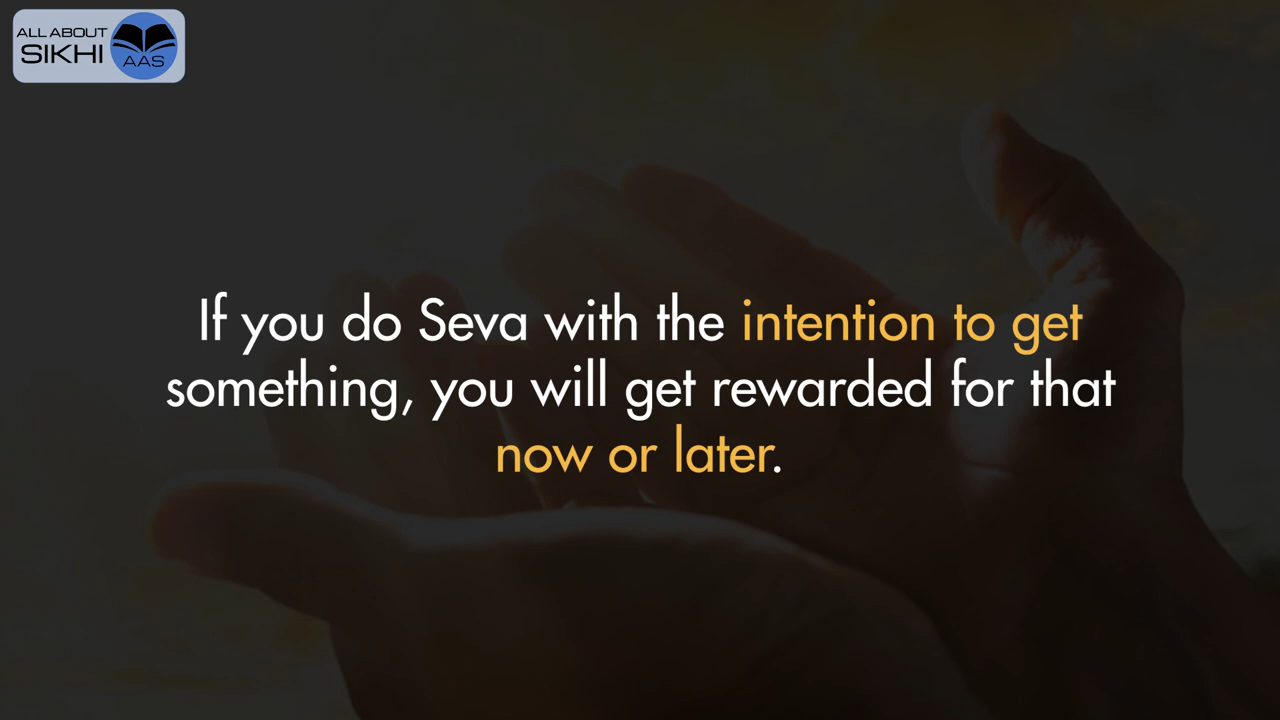 ALL ABOUT
SIKHI
AAS
If you do Seva with the intention to get
something, you will get rewarded for that
now or later.